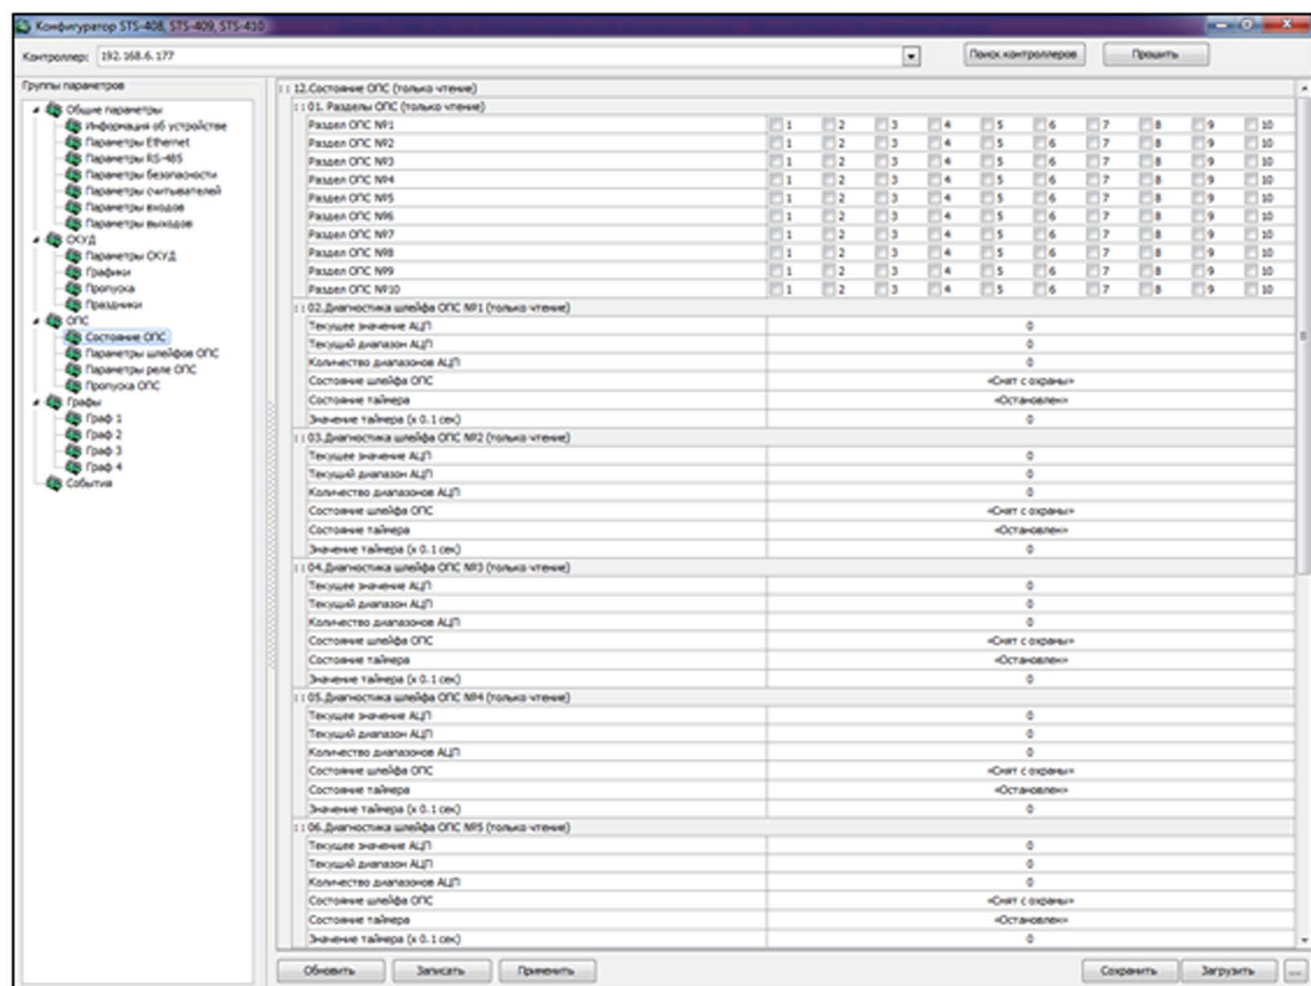 Конфигуратор STS-408, STS-409, STS-410
Контроллер: 192.168.6.177 Поиск контроллеров Прошить
Группы параметров
Общие параметры
Информация об устройстве
Параметры Ethernet
Параметры RS-485
Параметры безопасности
Параметры считывателей
Параметры входов
Параметры выходов
ОКУД
Параметры ОКУД
Графики
Пропуска
Праздники
ОПС
Состояние ОПС
Параметры шлейфов ОПС
Параметры реле ОПС
Пропуска ОПС
Графы
Граф 1
Граф 2
Граф 3
Граф 4
События
12.Состояние ОПС (только чтение)
01. Разделы ОПС (только чтение)
Раздел ОПС №1 1 2 3 4 5 6 7 8 9 10
Раздел ОПС №2 1 2 3 4 5 6 7 8 9 10
Раздел ОПС №3 1 2 3 4 5 6 7 8 9 10
Раздел ОПС №4 1 2 3 4 5 6 7 8 9 10
Раздел ОПС №5 1 2 3 4 5 6 7 8 9 10
Раздел ОПС №6 1 2 3 4 5 6 7 8 9 10
Раздел ОПС №7 1 2 3 4 5 6 7 8 9 10
Раздел ОПС №8 1 2 3 4 5 6 7 8 9 10
Раздел ОПС №9 1 2 3 4 5 6 7 8 9 10
Раздел ОПС №10 1 2 3 4 5 6 7 8 9 10
02.Диагностика шлейфа ОПС №1 (только чтение)
Текущее значение АЦП 0
Текущий диапазон АЦП 0
Количество диапазонов АЦП 0
Состояние шлейфа ОПС «Снят с охраны»
Состояние таймера «Остановлен»
Значение таймера (х 0.1 сек) 0
03.Диагностика шлейфа ОПС №2 (только чтение)
Текущее значение АЦП 0
Текущий диапазон АЦП 0
Количество диапазонов АЦП 0
Состояние шлейфа ОПС «Снят с охраны»
Состояние таймера «Остановлен»
Значение таймера (х 0.1 сек) 0
04.Диагностика шлейфа ОПС №3 (только чтение)
Текущее значение АЦП 0
Текущий диапазон АЦП 0
Количество диапазонов АЦП 0
Состояние шлейфа ОПС «Снят с охраны»
Состояние таймера «Остановлен»
Значение таймера (х 0.1 сек) 0
05.Диагностика шлейфа ОПС №4 (только чтение)
Текущее значение АЦП 0
Текущий диапазон АЦП 0
Количество диапазонов АЦП 0
Состояние шлейфа ОПС «Снят с охраны»
Состояние таймера «Остановлен»
Значение таймера (х 0.1 сек) 0
06.Диагностика шлейфа ОПС №5 (только чтение)
Текущее значение АЦП 0
Текущий диапазон АЦП 0
Количество диапазонов АЦП 0
Состояние шлейфа ОПС «Снят с охраны»
Состояние таймера «Остановлен»
Значение таймера (х 0.1 сек) 0
Обновить Записать Применить Сохранить Загрузить ...